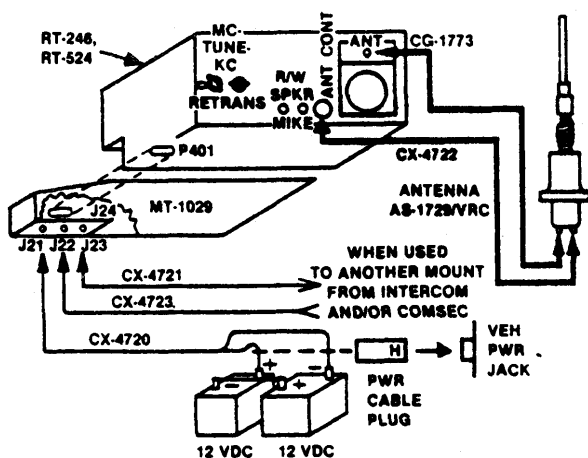 RT-246,
RT-524
MC-
TUNE-
KC
RETRANS
R/W
SPKR
MIKE
ANT CONT
ANT
CG-1773
P401
CX-4722
ANTENNA
AS-1729/VRC
MT-1029
J24
J21 J22 J23
CX-4721
CX-4723
CX-4720
WHEN USED
TO ANOTHER MOUNT
FROM INTERCOM
AND/OR COMSEC
+ -
- +
H
PWR
CABLE
PLUG
VEH
PWR
JACK
12 VDC 12 VDC